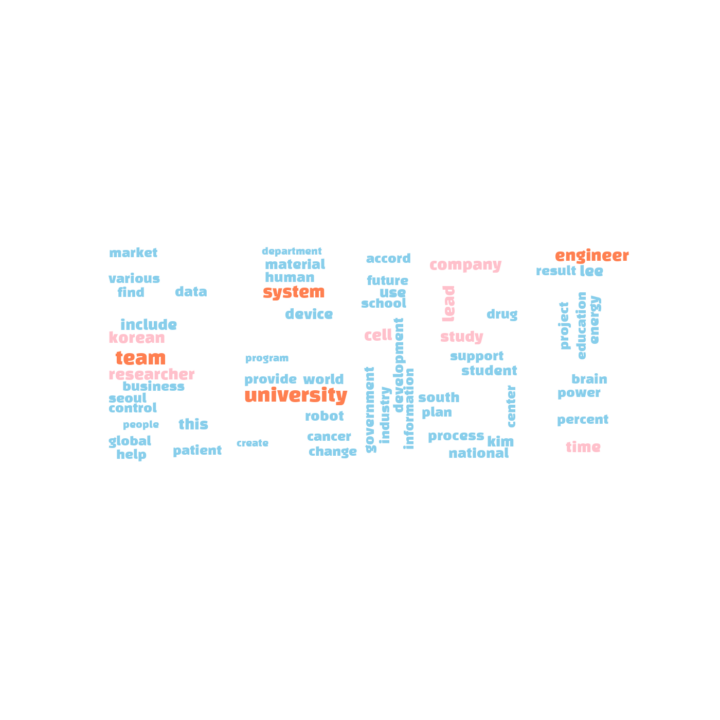 market
department
accord
company
engineer
material
result lee
various
human
future
find
data
system
use
school
lead
device
drug
project
education
energy
include
korean
cell
study
team
program
development
support
researcher
student
business
provide world
brain
seoul
university
government
industry
information
south
center
power
control
robot
plan
people
this
percent
global
create
cancer
process kim
help
patient
change
national
time